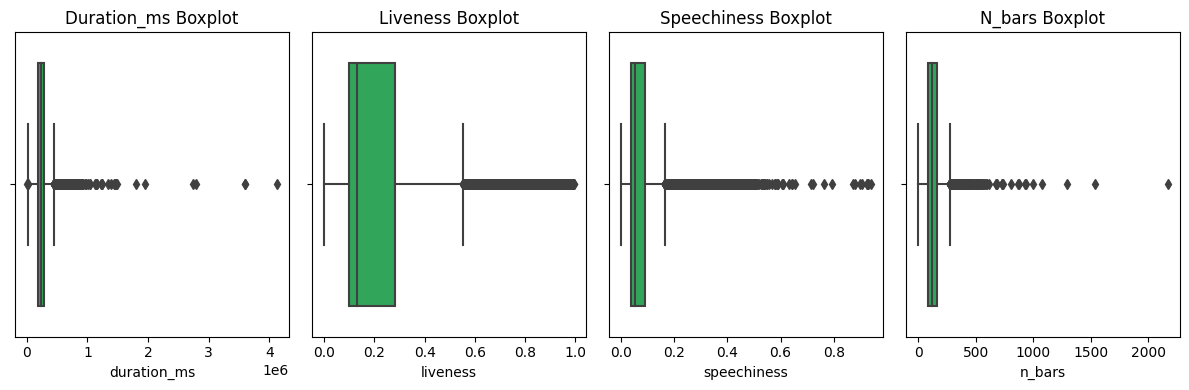 Duration_ms Boxplot
Liveness Boxplot
Speechiness Boxplot
N_bars Boxplot
0 1 2 3 4
1e6
duration_ms
0.0 0.2 0.4 0.6 0.8 1.0
liveness
0.0 0.2 0.4 0.6 0.8
speechiness
0 500 1000 1500 2000
n_bars